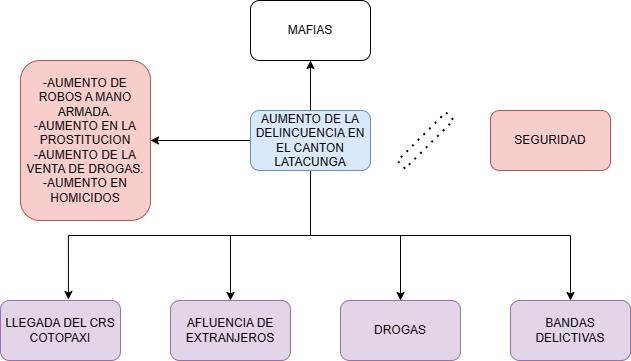 MAFIAS
-AUMENTO DE
ROBOS A MANO
ARMADA.
-AUMENTO EN LA
PROSTITUCION
-AUMENTO DE LA
VENTA DE DROGAS.
-AUMENTO EN
HOMICIDOS
AUMENTO DE LA
DELINCUENCIA EN
EL CANTON
LATACUNGA
SEGURIDAD
LLEGADA DEL CRS
COTOPAXI
AFLUENCIA DE
EXTRANJEROS
DROGAS
BANDAS
DELICTIVAS